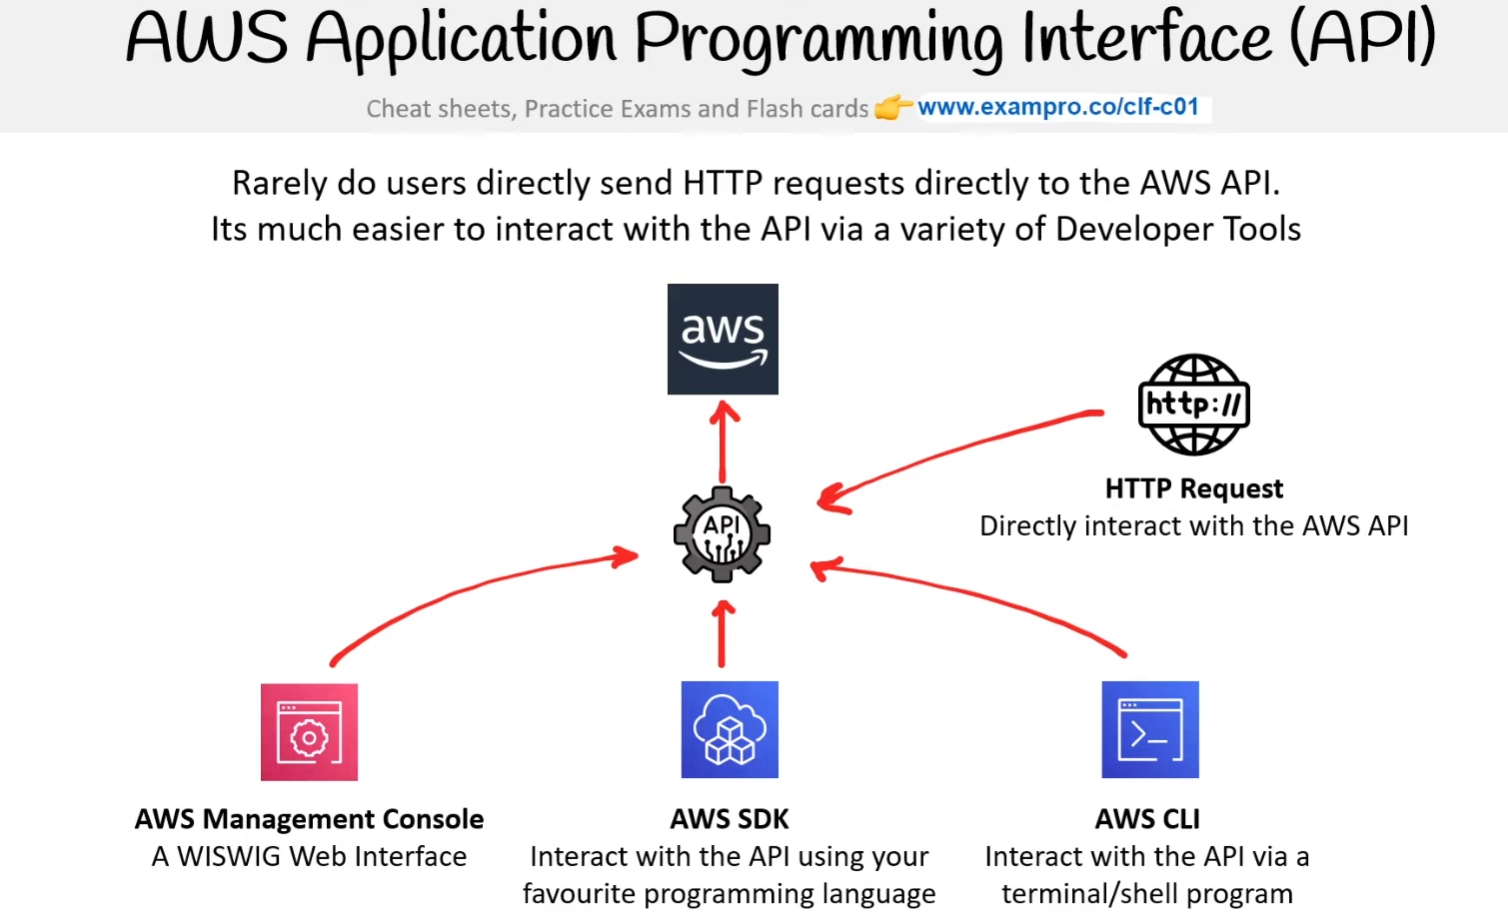 AWS Application Programming Interface (API)
Cheat sheets, Practice Exams and Flash cards 👉 www.exampro.co/clf-c01
Rarely do users directly send HTTP requests directly to the AWS API.
Its much easier to interact with the API via a variety of Developer Tools
aws
http://
HTTP Request
Directly interact with the AWS API
API
AWS Management Console
A WISWIG Web Interface
AWS SDK
Interact with the API using your
favourite programming language
AWS CLI
Interact with the API via a
terminal/shell program